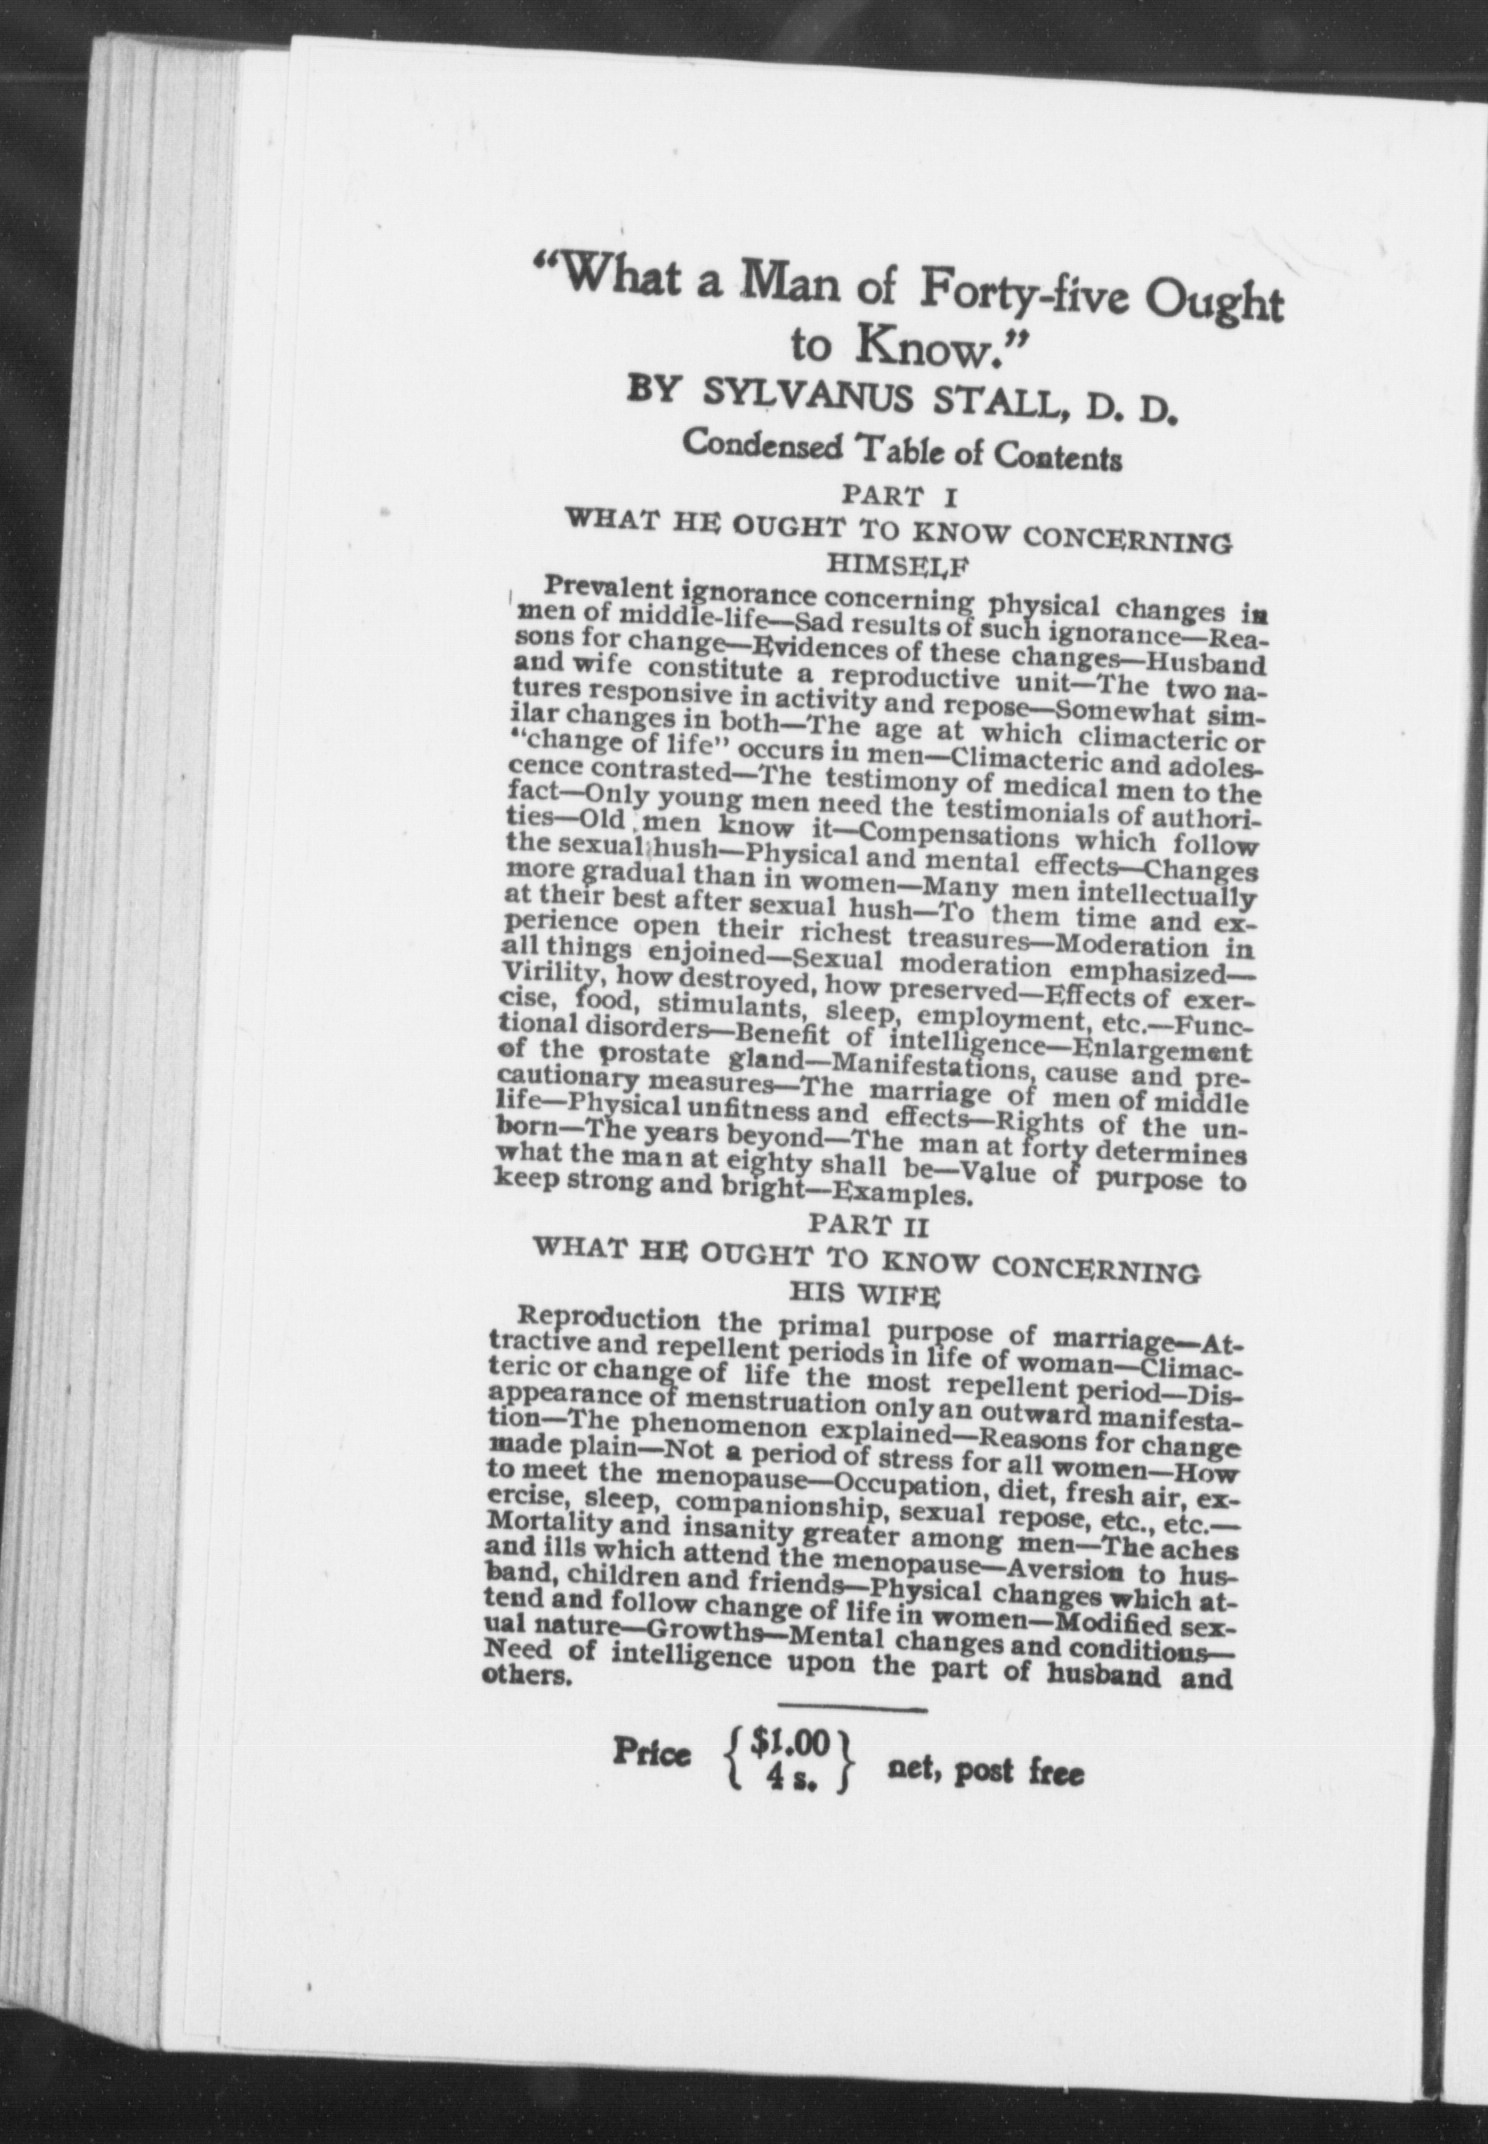 “What a Man of Forty-five Ought
to Know.”
BY SYLVANUS STALL, D. D.
Condensed Table of Contents
PART I
WHAT HE OUGHT TO KNOW CONCERNING
HIMSELF
Prevalent ignorance concerning physical changes in
men of middle-life—Sad results of such ignorance—Rea-
sons for change—Evidences of these changes—Husband
and wife constitute a reproductive unit—The two na-
tures responsive in activity and repose—Somewhat sim-
ilar changes in both—The age at which climacteric or
“change of life” occurs in men—Climacteric and adoles-
cence contrasted—The testimony of medical men to the
fact—Only young men need the testimonials of authori-
ties—Old men know it—Compensations which follow
the sexual hush—Physical and mental effects—Changes
more gradual than in women—Many men intellectually
at their best after sexual hush—To them time and ex-
perience open their richest treasures—Moderation in
all things enjoined—Sexual moderation emphasized—
Virility, how destroyed, how preserved—Effects of exer-
cise, food, stimulants, sleep, employment, etc.—Func-
tional disorders—Benefit of intelligence—Enlargement
of the prostate gland—Manifestations, cause and pre-
cautionary measures—The marriage of men of middle
life—Physical unfitness and effects—Rights of the un-
born—The years beyond—The man at forty determines
what the man at eighty shall be—Value of purpose to
keep strong and bright—Examples.
PART II
WHAT HE OUGHT TO KNOW CONCERNING
HIS WIFE
Reproduction the primal purpose of marriage—At-
tractive and repellent periods in life of woman—Climac-
teric or change of life the most repellent period—Dis-
appearance of menstruation only an outward manifesta-
tion—The phenomenon explained—Reasons for change
made plain—Not a period of stress for all women—How
to meet the menopause—Occupation, diet, fresh air, ex-
ercise, sleep, companionship, sexual repose, etc., etc.—
Mortality and insanity greater among men—The aches
and ills which attend the menopause—Aversion to hus-
band, children and friends—Physical changes which at-
tend and follow change of life in women—Modified sex-
ual nature—Growths—Mental changes and conditions—
Need of intelligence upon the part of husband and
others.
Price { $1.00 } net, post free
4 s.